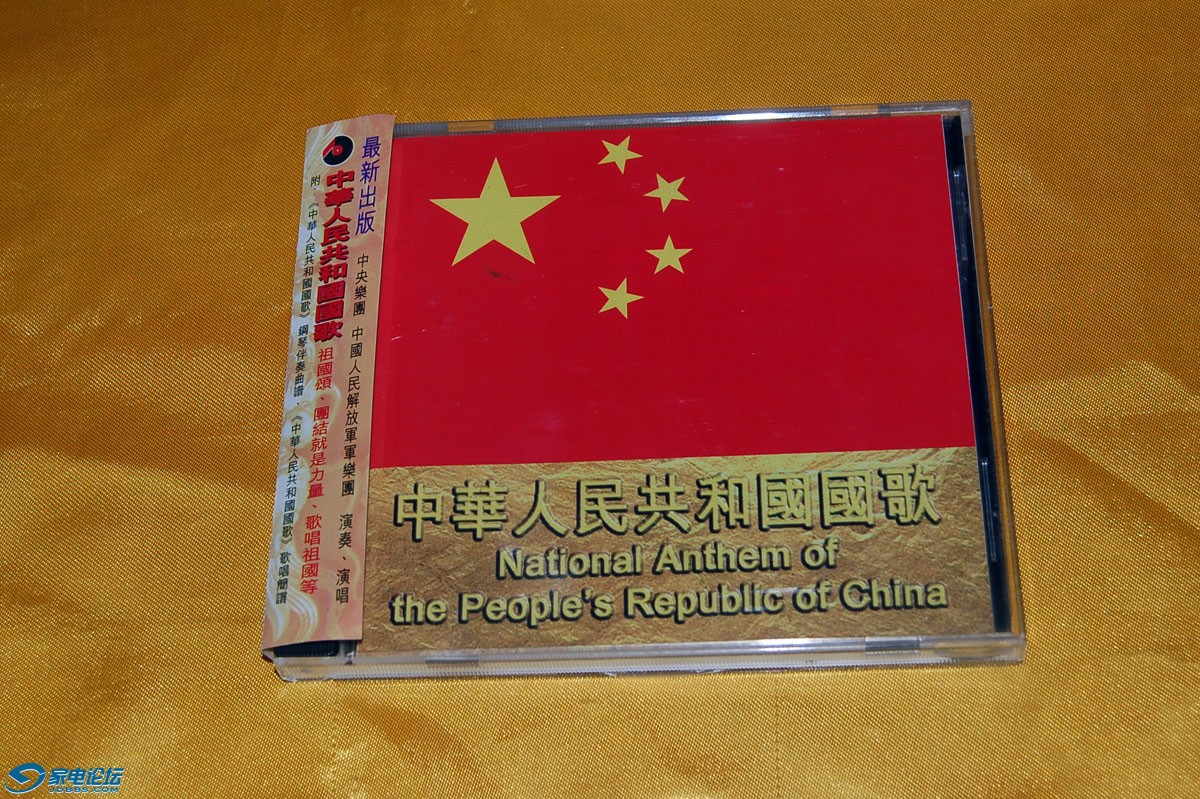 最新出版
中央樂團 中國人民解放軍軍樂團 演奏、演唱
中華人民共和國國歌 祖國頌、團結就是力量、歌唱祖國等
附:《中華人民共和國國歌》鋼琴伴奏曲譜、《中華人民共和國國歌》歌唱簡譜
中華人民共和國國歌
National Anthem of
the People's Republic of China
家电论坛
JDBBS.COM